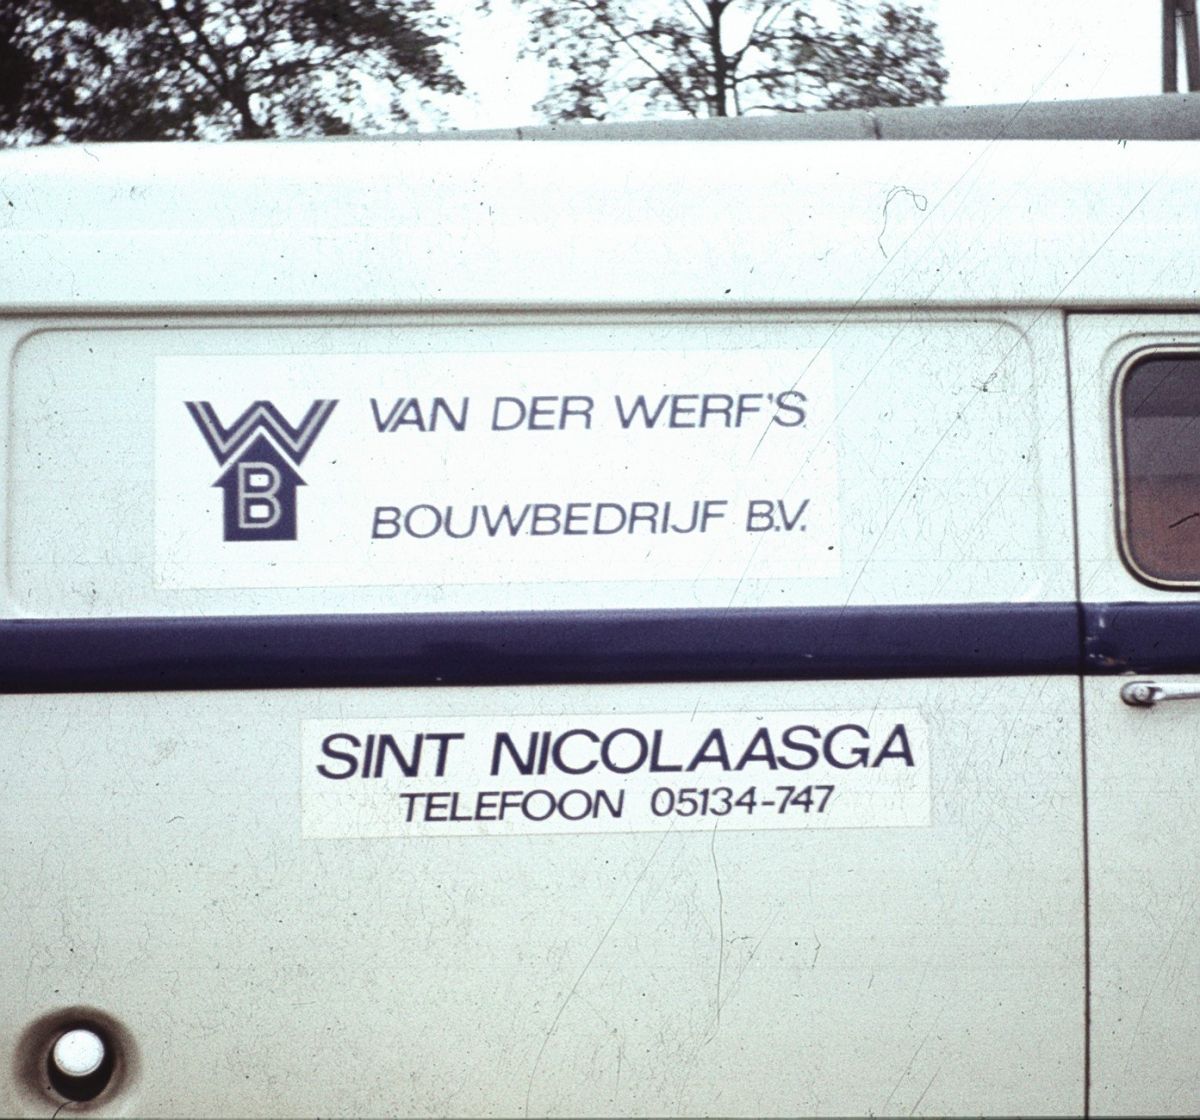 W
B
VAN DER WERF'S
BOUWBEDRIJF B.V.
SINT NICOLAASGA
TELEFOON 05134-747